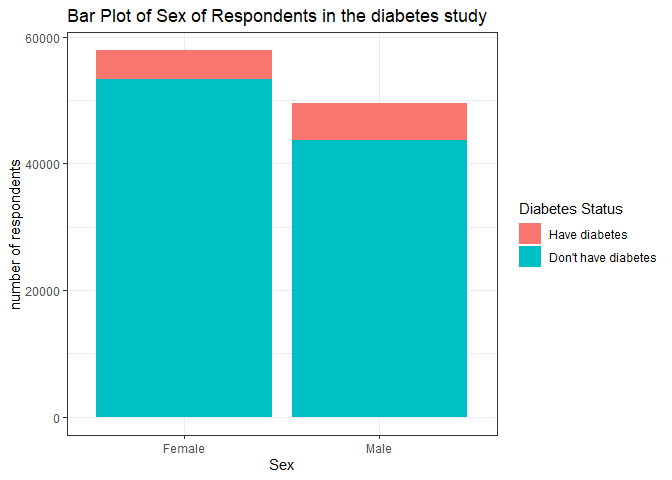 Bar Plot of Sex of Respondents in the diabetes study
60000
40000
20000
0
number of respondents
Female
Male
Sex
Diabetes Status
Have diabetes
Don't have diabetes